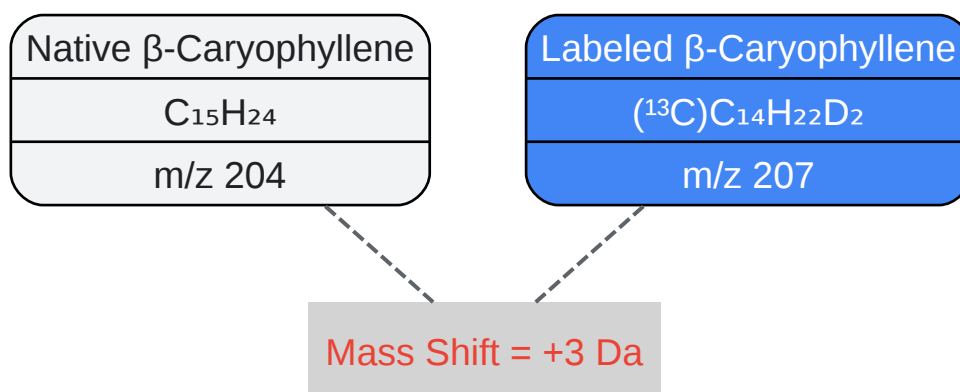 Native β-Caryophyllene
C₁₅H₂₄
m/z 204
Labeled β-Caryophyllene
(¹³C)C₁₄H₂₂D₂
m/z 207
Mass Shift = +3 Da